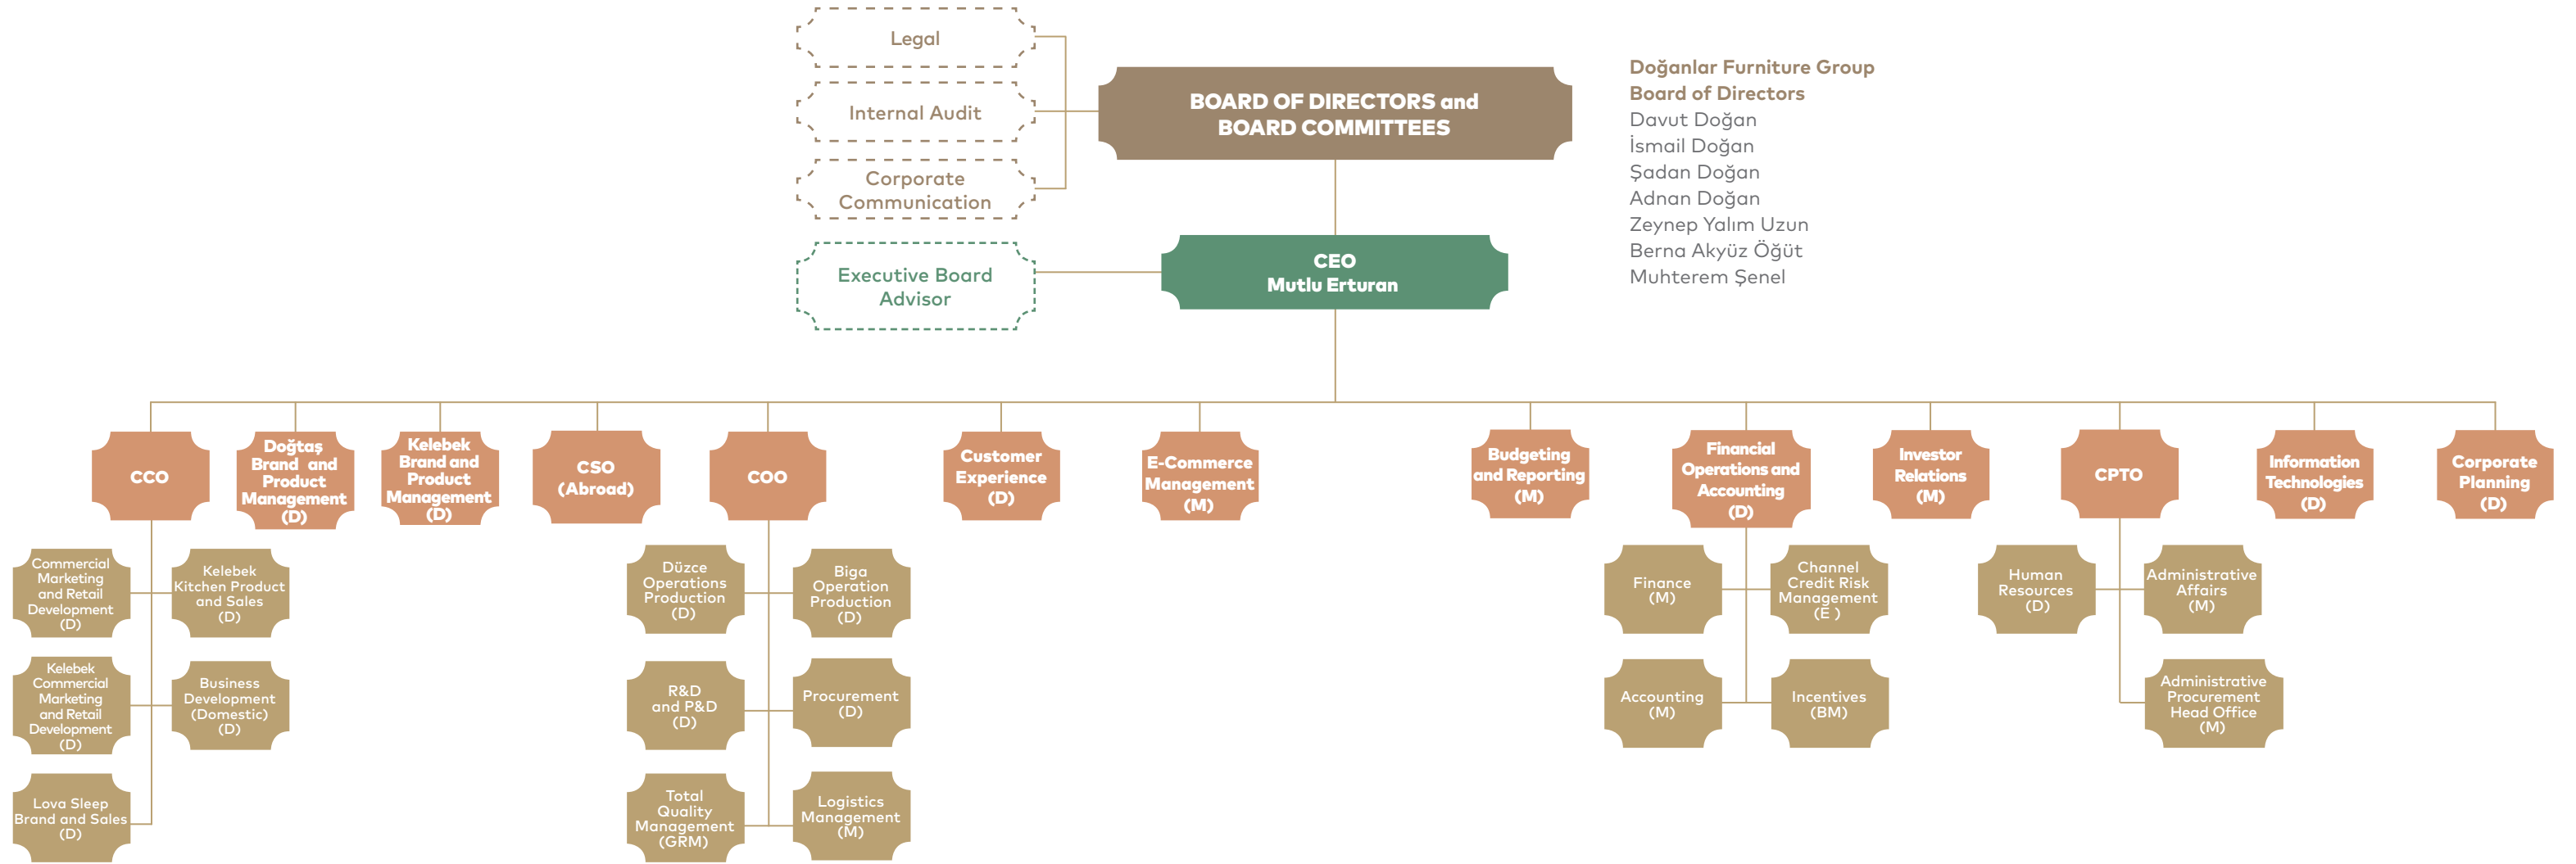 Legal
Internal Audit
Corporate
Communication
BOARD OF DIRECTORS and
BOARD COMMITTEES
Doğanlar Furniture Group
Board of Directors
Davut Doğan
İsmail Doğan
Şadan Doğan
Adnan Doğan
Zeynep Yalım Uzun
Berna Akyüz Öğüt
Muhterem Şenel
Executive Board
Advisor
CEO
Mutlu Erturan
CCO
Doğtaş
Brand and
Product
Management
(D)
Kelebek
Brand and
Product
Management
(D)
CSO
(Abroad)
COO
Customer
Experience
(D)
E-Commerce
Management
(M)
Budgeting
and Reporting
(M)
Financial
Operations and
Accounting
(D)
Investor
Relations
(M)
CPTO
Information
Technologies
(D)
Corporate
Planning
(D)
Commercial
Marketing
and Retail
Development
(D)
Kelebek
Kitchen Product
and Sales
(D)
Kelebek
Commercial
Marketing
and Retail
Development
(D)
Business
Development
(Domestic)
(D)
Lova Sleep
Brand and Sales
(D)
Düzce
Operations
Production
(D)
Biga
Operation
Production
(D)
R&D
and P&D
(D)
Procurement
(D)
Total
Quality
Management
(GRM)
Logistics
Management
(M)
Finance
(M)
Channel
Credit Risk
Management
(E )
Accounting
(M)
Incentives
(BM)
Human
Resources
(D)
Administrative
Affairs
(M)
Administrative
Procurement
Head Office
(M)